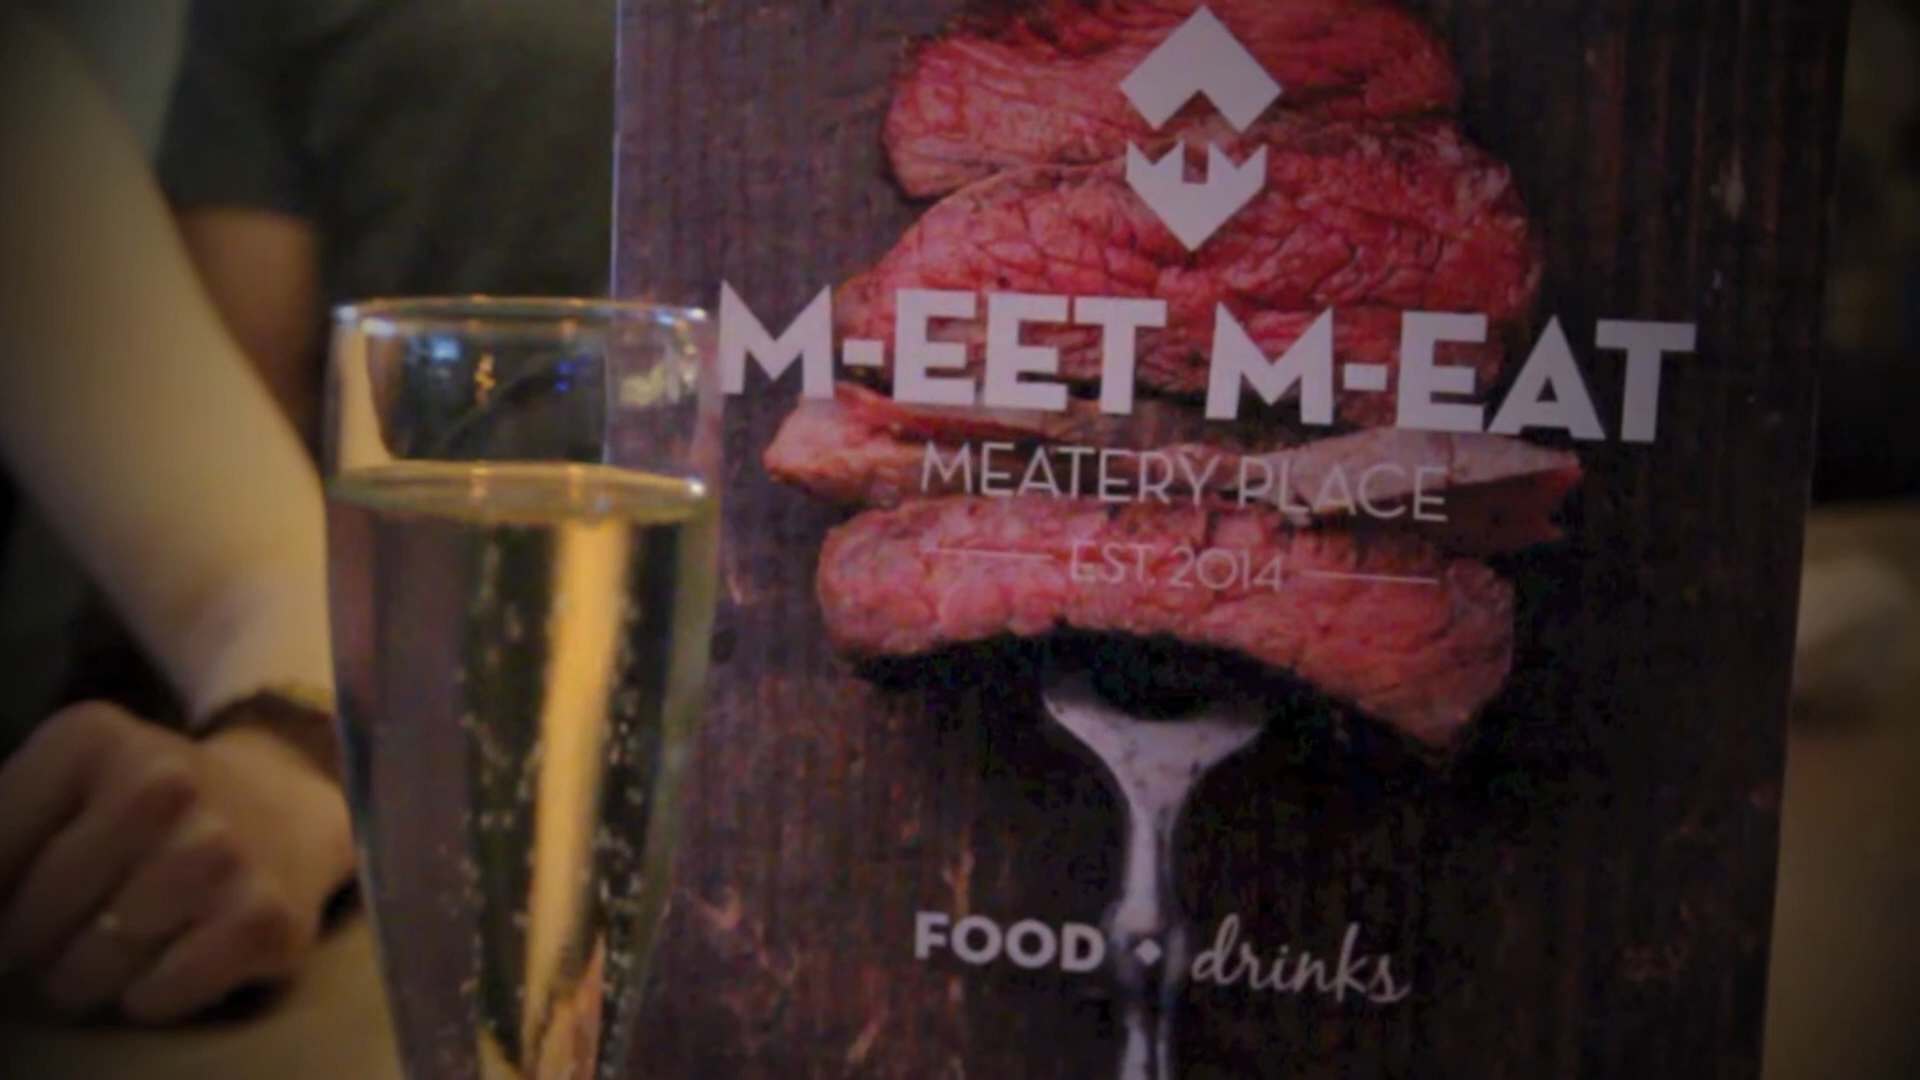 M-EET M-EAT
MEATERY PLACE
EST. 2014
FOOD • drinks